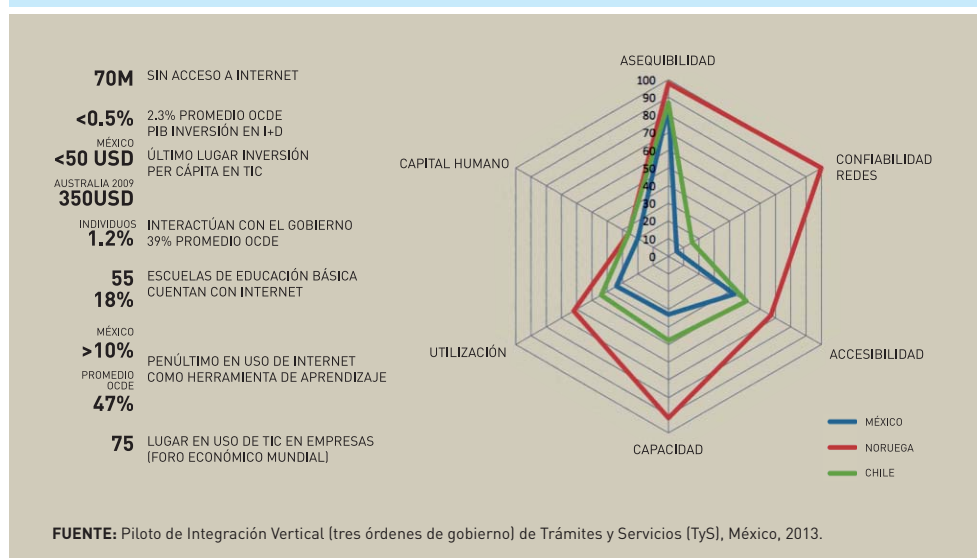 70M SIN ACCESO A INTERNET
<0.5% 2.3% PROMEDIO OCDE
PIB INVERSIÓN EN I+D
MÉXICO
<50 USD ÚLTIMO LUGAR INVERSIÓN
PER CÁPITA EN TIC
AUSTRALIA 2009
350USD
INDIVIDUOS INTERACTÚAN CON EL GOBIERNO
1.2% 39% PROMEDIO OCDE
55 ESCUELAS DE EDUCACIÓN BÁSICA
18% CUENTAN CON INTERNET
MÉXICO
>10% PENÚLTIMO EN USO DE INTERNET
PROMEDIO COMO HERRAMIENTA DE APRENDIZAJE
OCDE
47%
75 LUGAR EN USO DE TIC EN EMPRESAS
(FORO ECONÓMICO MUNDIAL)
ASEQUIBILIDAD
100
90
80
70
60
50
40
30
20
10
0
CONFIABILIDAD
REDES
ACCESIBILIDAD
CAPACIDAD
UTILIZACIÓN
CAPITAL HUMANO
MÉXICO
NORUEGA
CHILE
FUENTE: Piloto de Integración Vertical (tres órdenes de gobierno) de Trámites y Servicios (TyS), México, 2013.